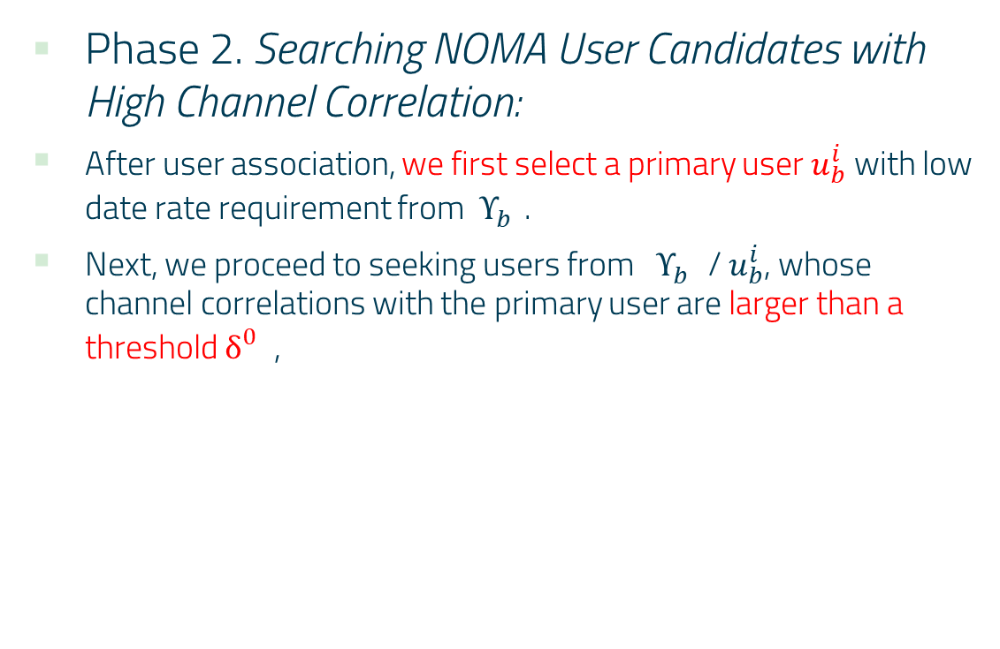 Phase 2. Searching NOMA User Candidates with
High Channel Correlation:
After user association, we first select a primary user u_b^i with low
date rate requirement from ϒ_b .
Next, we proceed to seeking users from ϒ_b / u_b^i, whose
channel correlations with the primary user are larger than a
threshold δ^0 ,